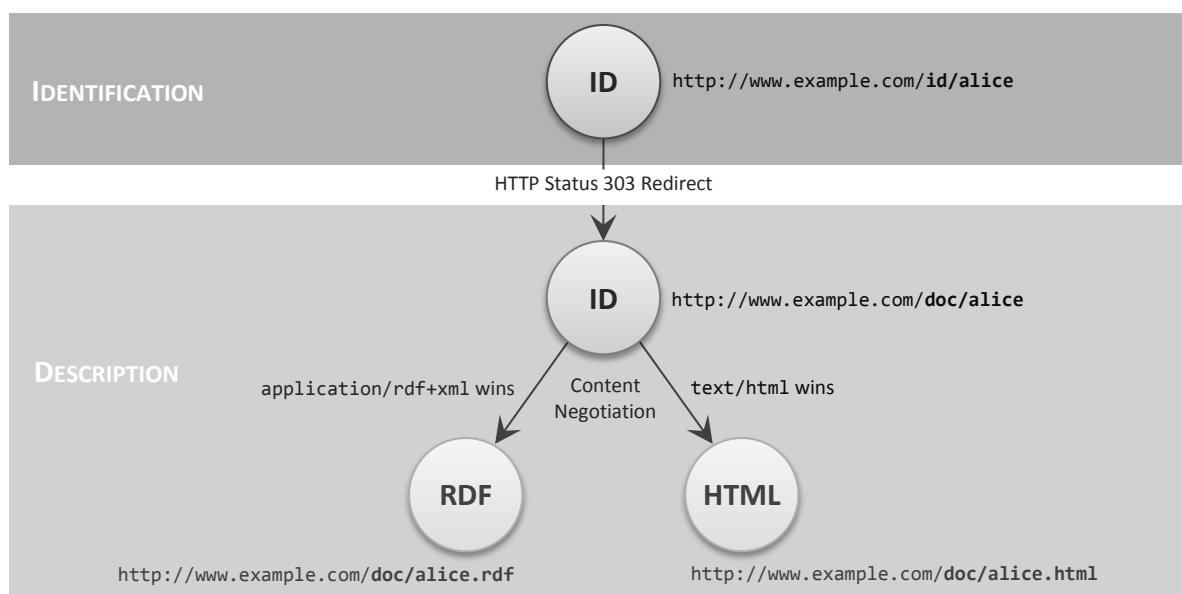 IDENTIFICATION
ID
http://www.example.com/id/alice
HTTP Status 303 Redirect
ID
http://www.example.com/doc/alice
DESCRIPTION
application/rdf+xml wins
Content
Negotiation
text/html wins
RDF
HTML
http://www.example.com/doc/alice.rdf
http://www.example.com/doc/alice.html